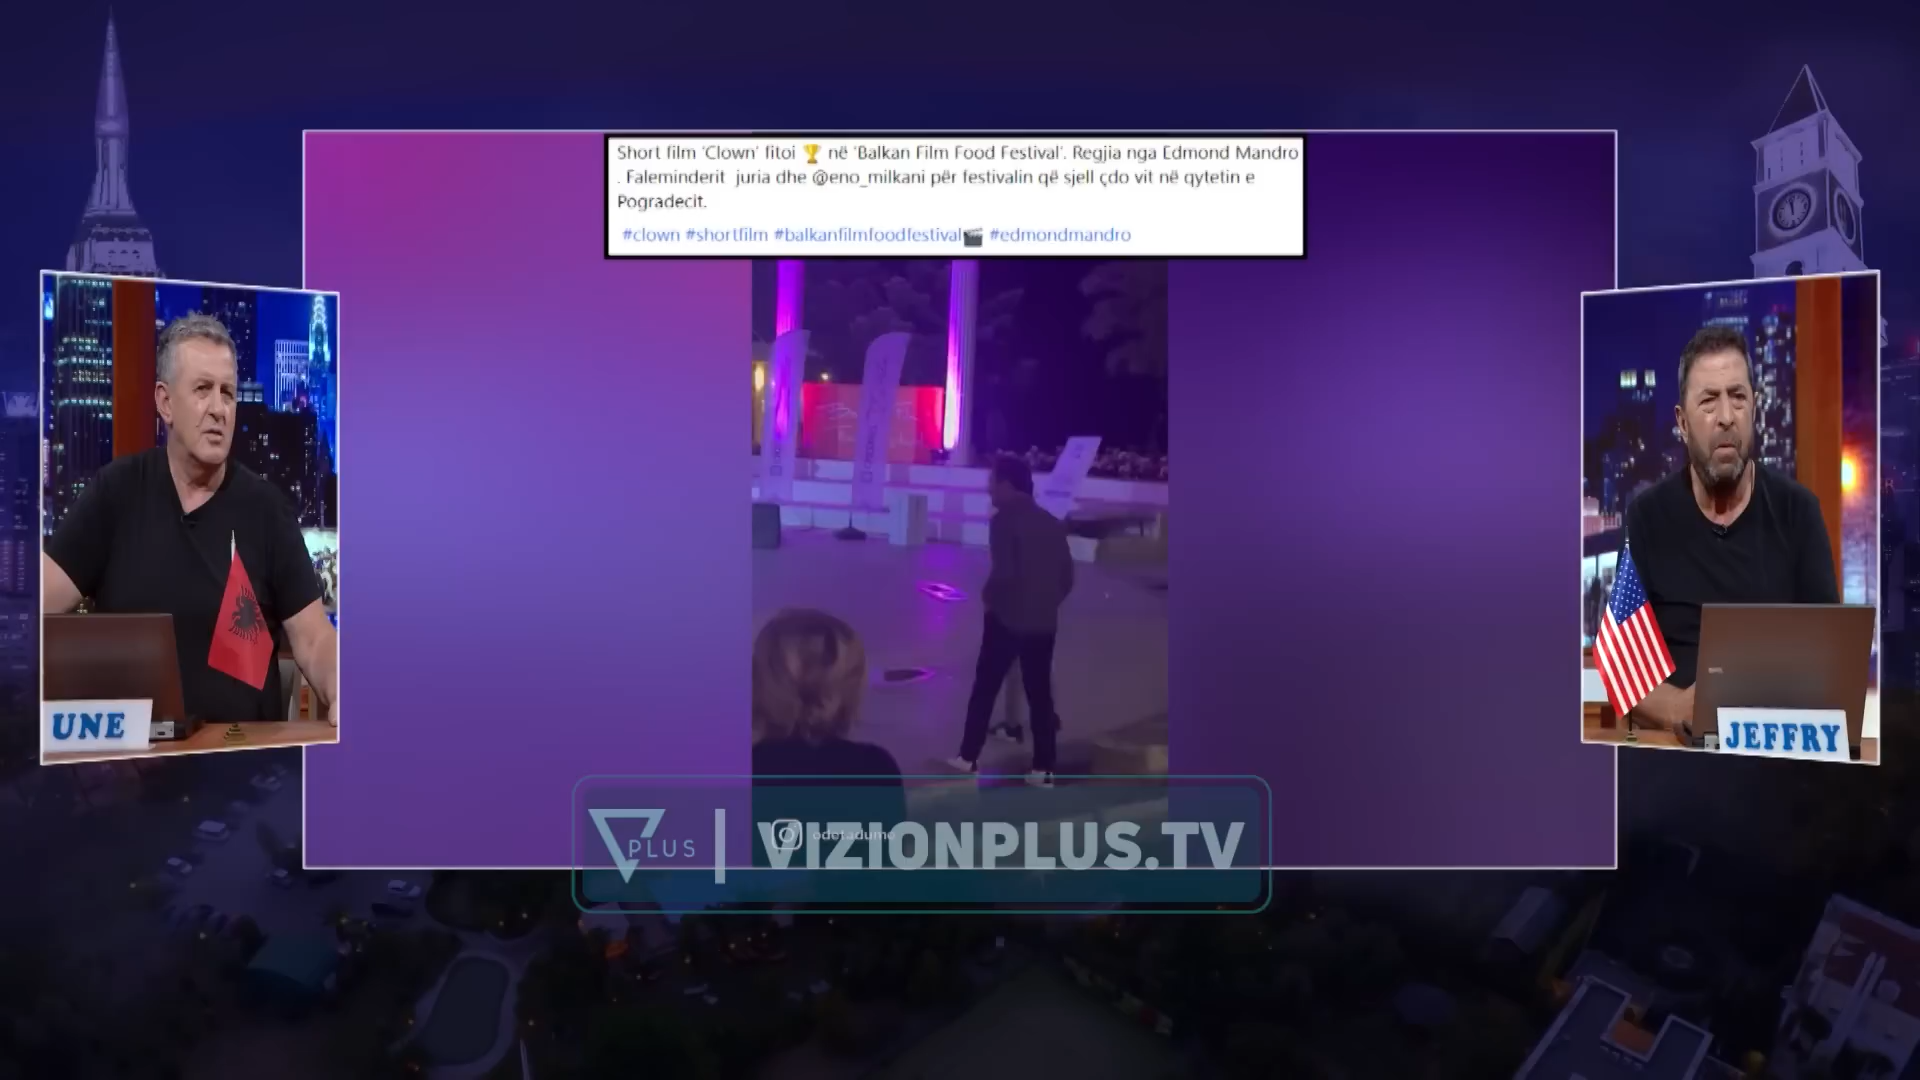 Short film 'Clown' fitoi 🏆 në 'Balkan Film Food Festival'. Regjia nga Edmond Mandro
. Faleminderit juria dhe @eno_milkani për festivalin që sjell çdo vit në qytetin e
Pogradecit.
#clown #shortfilm #balkanfilmfoodfestival🎬 #edmondmandro
UNE
JEFFRY
PLUS | VIZIONPLUS.TV
odetadumo